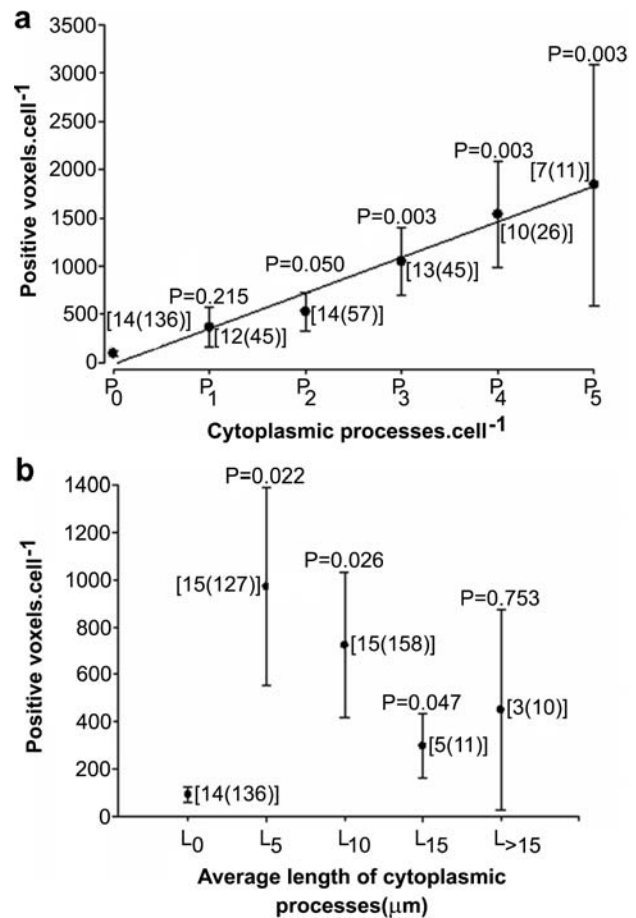 a
3500
3000
2500
2000
1500
1000
500
0
Positive voxels.cell-1
[14(136)]
P=0.215
[12(45)]
P=0.050
[14(57)]
P=0.003
[13(45)]
P=0.003
[10(26)]
P=0.003
[7(11)]
P0 P1 P2 P3 P4 P5
Cytoplasmic processes.cell-1
b
1400
1200
1000
800
600
400
200
0
Positive voxels.cell-1
[14(136)]
P=0.022
[15(127)]
P=0.026
[15(158)]
P=0.047
[5(11)]
P=0.753
[3(10)]
L0 L5 L10 L15 L>15
Average length of cytoplasmic
processes(μm)